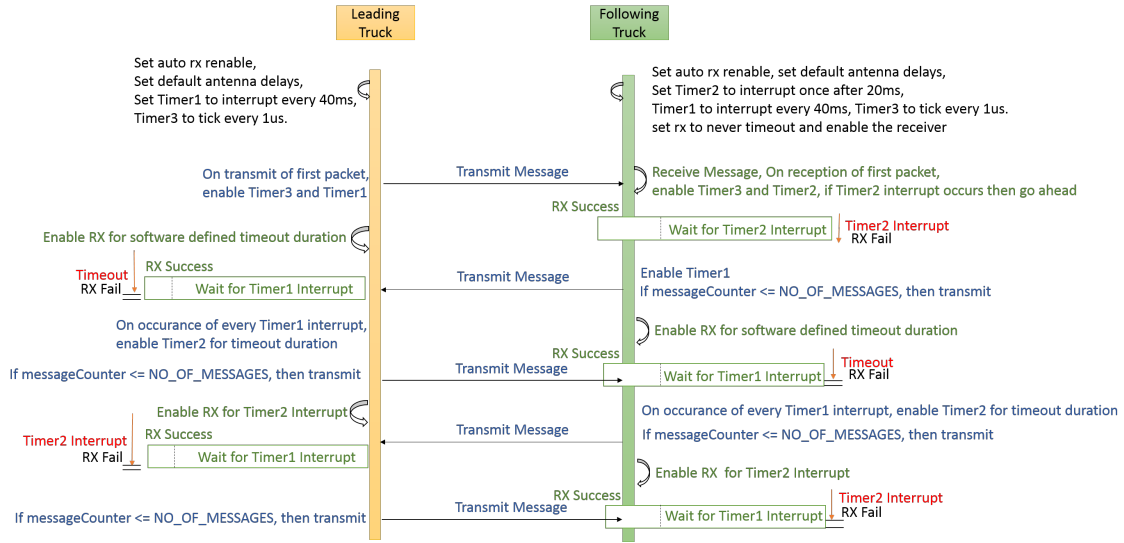 Leading
Truck
Following
Truck
Set auto rx renable,
Set default antenna delays,
Set Timer1 to interrupt every 40ms,
Timer3 to tick every 1us.
Set auto rx renable, set default antenna delays,
Set Timer2 to interrupt once after 20ms,
Timer1 to interrupt every 40ms, Timer3 to tick every 1us.
set rx to never timeout and enable the receiver
On transmit of first packet,
enable Timer3 and Timer1
Transmit Message
Receive Message, On reception of first packet,
enable Timer3 and Timer2, if Timer2 interrupt occurs then go ahead
RX Success
Wait for Timer2 Interrupt
Timer2 Interrupt
RX Fail
Enable RX for software defined timeout duration
RX Success
Timeout
RX Fail
Wait for Timer1 Interrupt
Transmit Message
Enable Timer1
If messageCounter <= NO_OF_MESSAGES, then transmit
On occurance of every Timer1 interrupt,
enable Timer2 for timeout duration
Enable RX for software defined timeout duration
RX Success
If messageCounter <= NO_OF_MESSAGES, then transmit
Transmit Message
Wait for Timer1 Interrupt
Timeout
RX Fail
Enable RX for Timer2 Interrupt
On occurance of every Timer1 interrupt, enable Timer2 for timeout duration
RX Success
Timer2 Interrupt
RX Fail
Wait for Timer1 Interrupt
Transmit Message
If messageCounter <= NO_OF_MESSAGES, then transmit
Enable RX  for Timer2 Interrupt
RX Success
If messageCounter <= NO_OF_MESSAGES, then transmit
Transmit Message
Wait for Timer1 Interrupt
Timer2 Interrupt
RX Fail